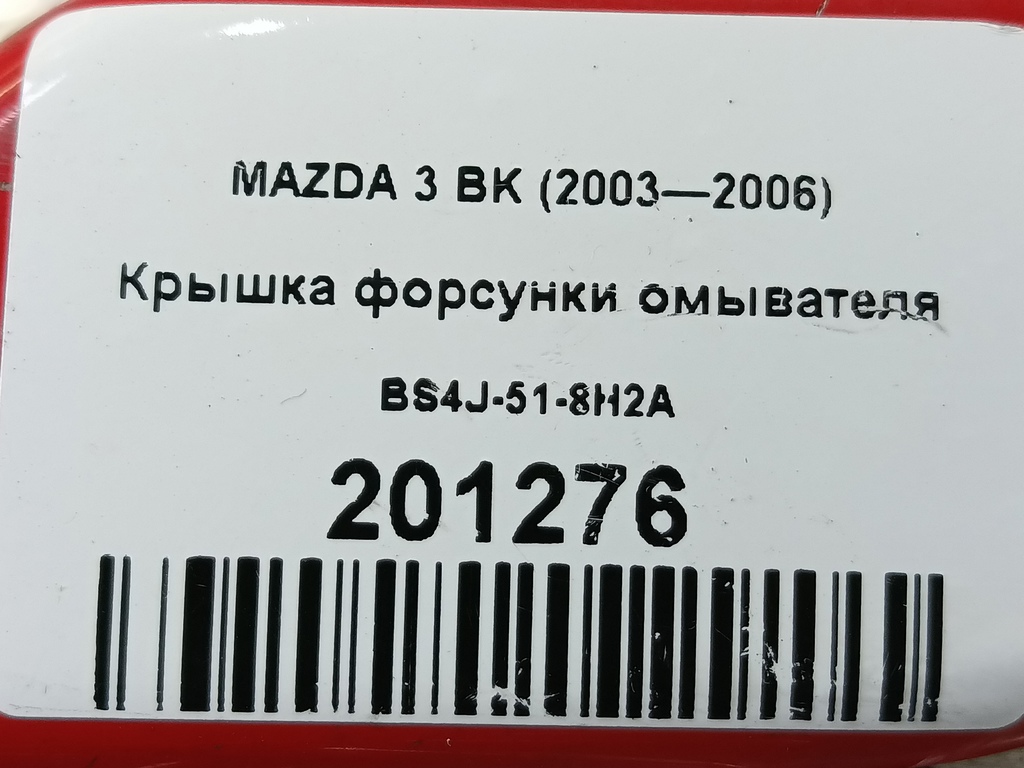 MAZDA 3 BK (2003—2006)
Крышка форсунки омывателя
BS4J-51-8H2A
201276